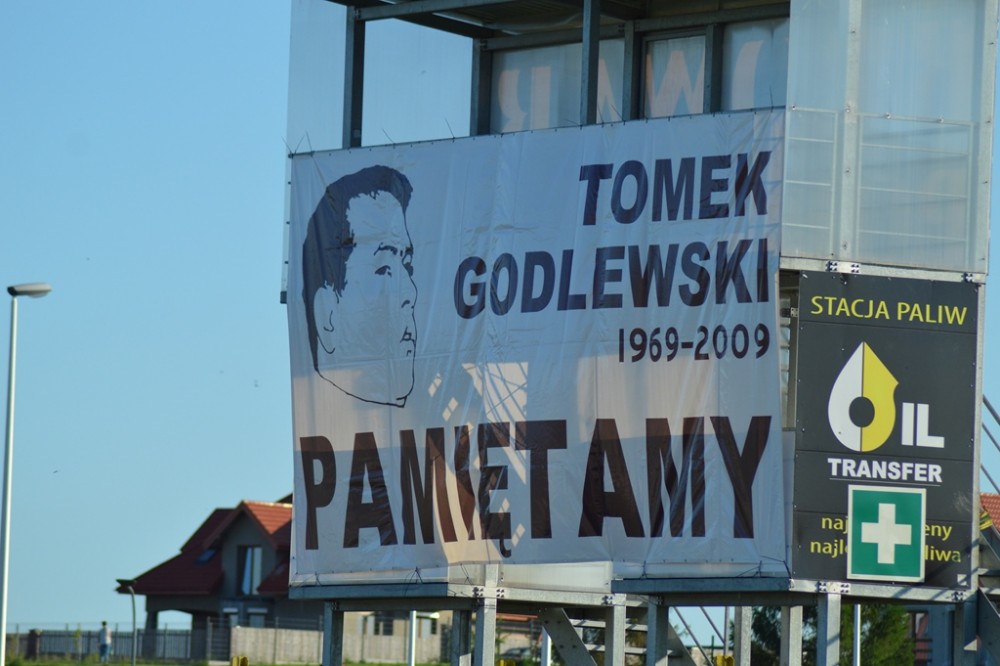 TOMEK
GODLEWSKI
1969-2009
PAMIĘTAMY
STACJA PALIW
OIL
TRANSFER